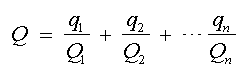 Q = q₁/Q₁ + q₂/Q₂ + ⋯ qₙ/Qₙ